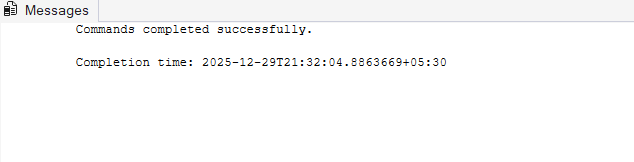 Messages
Commands completed successfully.
Completion time: 2025-12-29T21:32:04.8863669+05:30